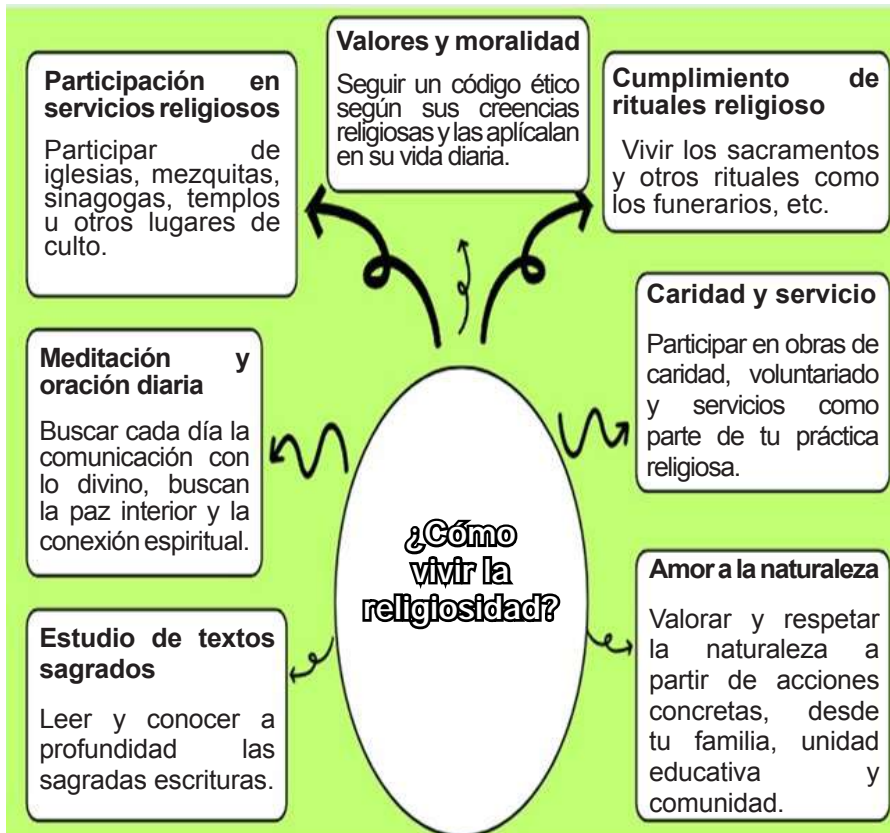 Valores y moralidad
Seguir un código ético
según sus creencias
religiosas y las aplícalan
en su vida diaria.
Participación en
servicios religiosos
Participar de
iglesias, mezquitas,
sinagogas, templos
u otros lugares de
culto.
Cumplimiento de
rituales religioso
Vivir los sacramentos
y otros rituales como
los funerarios, etc.
Meditación y
oración diaria
Buscar cada día la
comunicación con
lo divino, buscan
la paz interior y la
conexión espiritual.
Caridad y servicio
Participar en obras de
caridad, voluntariado
y servicios como
parte de tu práctica
religiosa.
¿Cómo
vivir la
religiosidad?
Estudio de textos
sagrados
Leer y conocer a
profundidad las
sagradas escrituras.
Amor a la naturaleza
Valorar y respetar
la naturaleza a
partir de acciones
concretas, desde
tu familia, unidad
educativa y
comunidad.